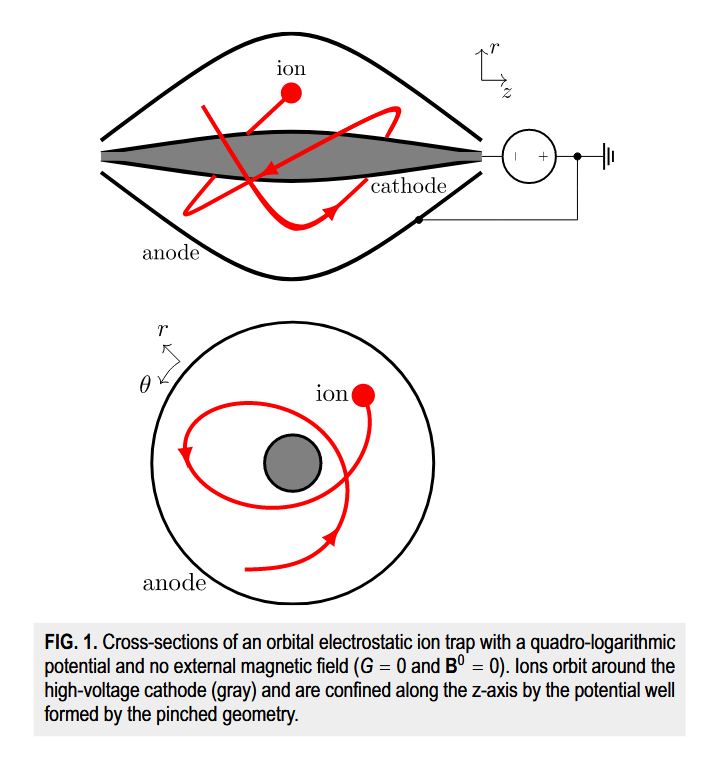 r
ion
z
+
cathode
anode
r
θ
ion
anode
FIG. 1. Cross-sections of an orbital electrostatic ion trap with a quadro-logarithmic
potential and no external magnetic field (G = 0 and B⁰ = 0). Ions orbit around the
high-voltage cathode (gray) and are confined along the z-axis by the potential well
formed by the pinched geometry.